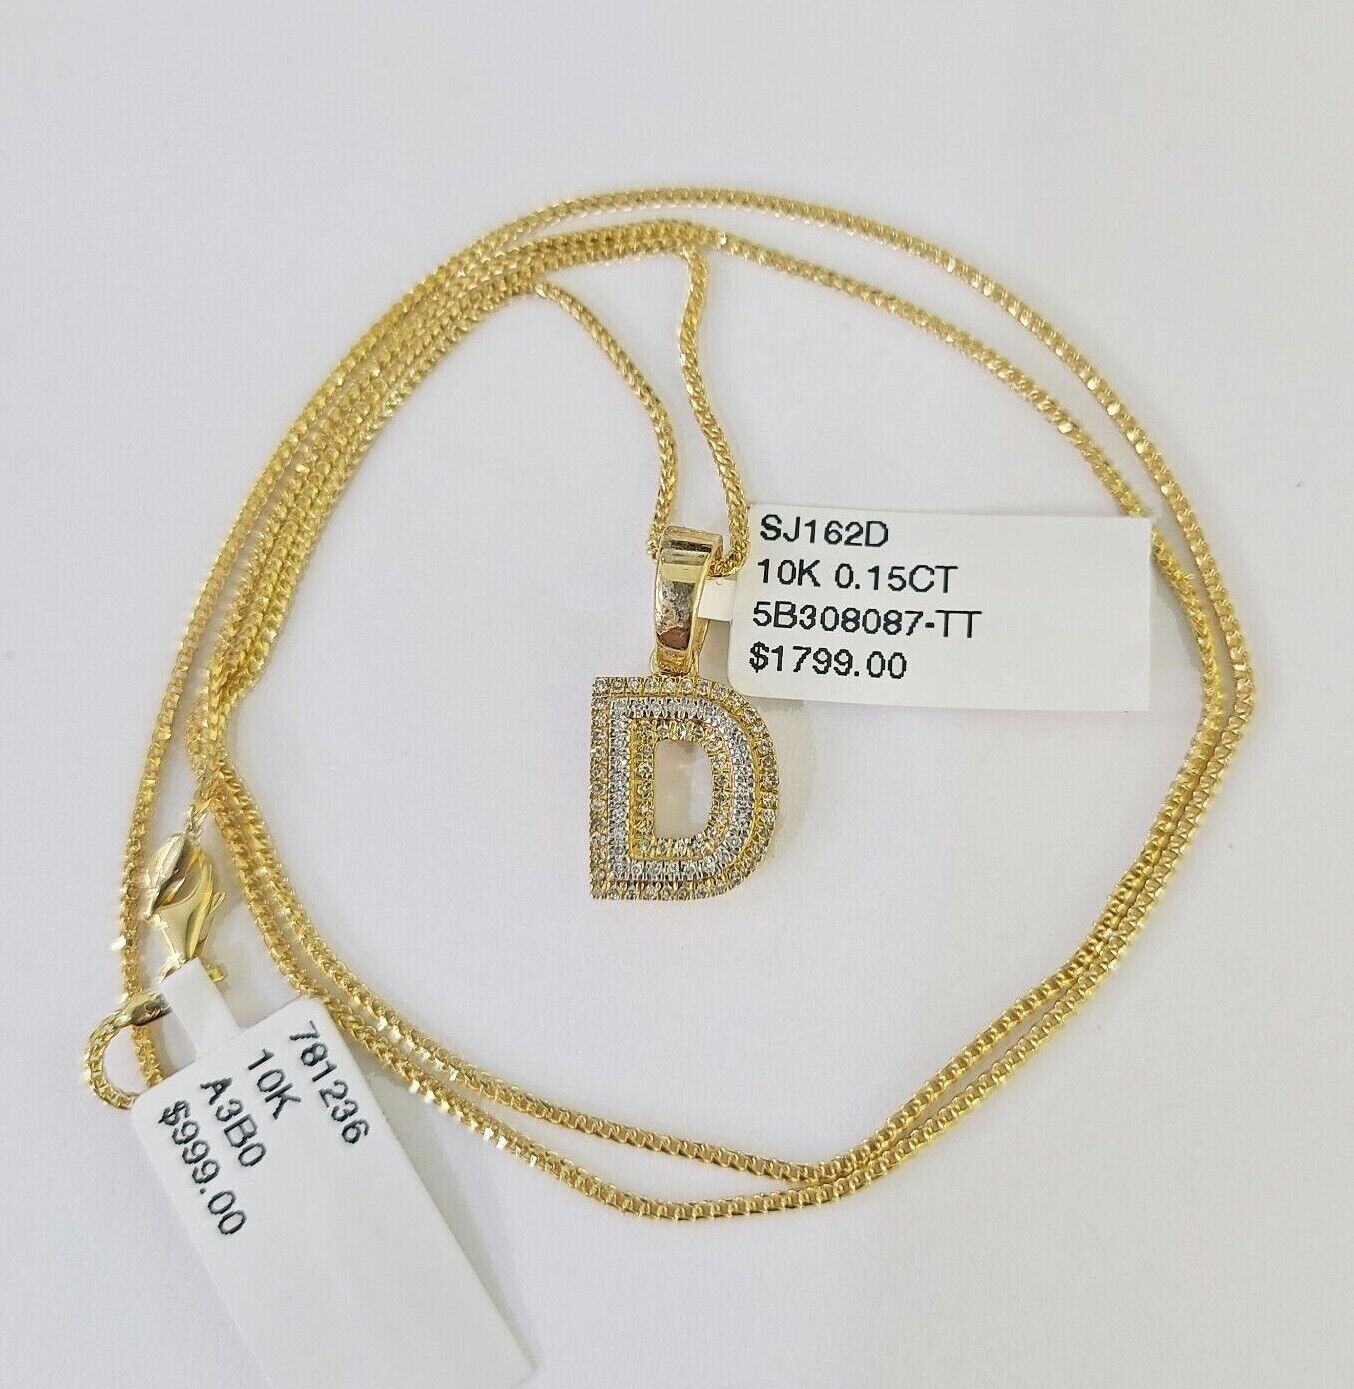 SJ162D
10K 0.15CT
5B308087-TT
$1799.00
D
781236
10K
A3B0
$999.00